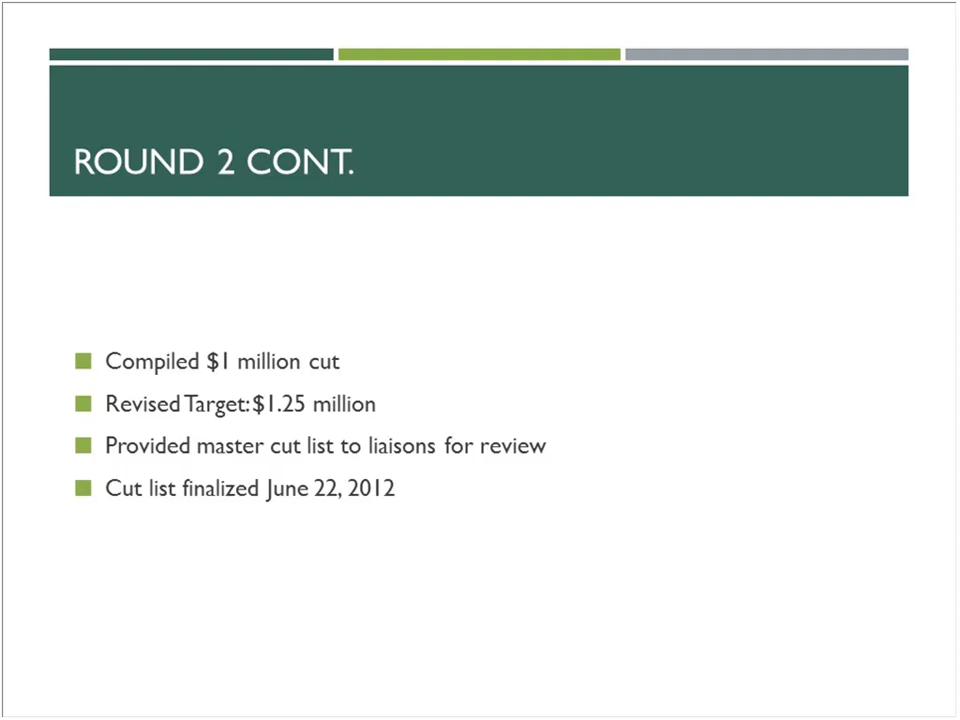 ROUND 2 CONT.
Compiled $1 million cut
Revised Target: $1.25 million
Provided master cut list to liaisons for review
Cut list finalized June 22, 2012